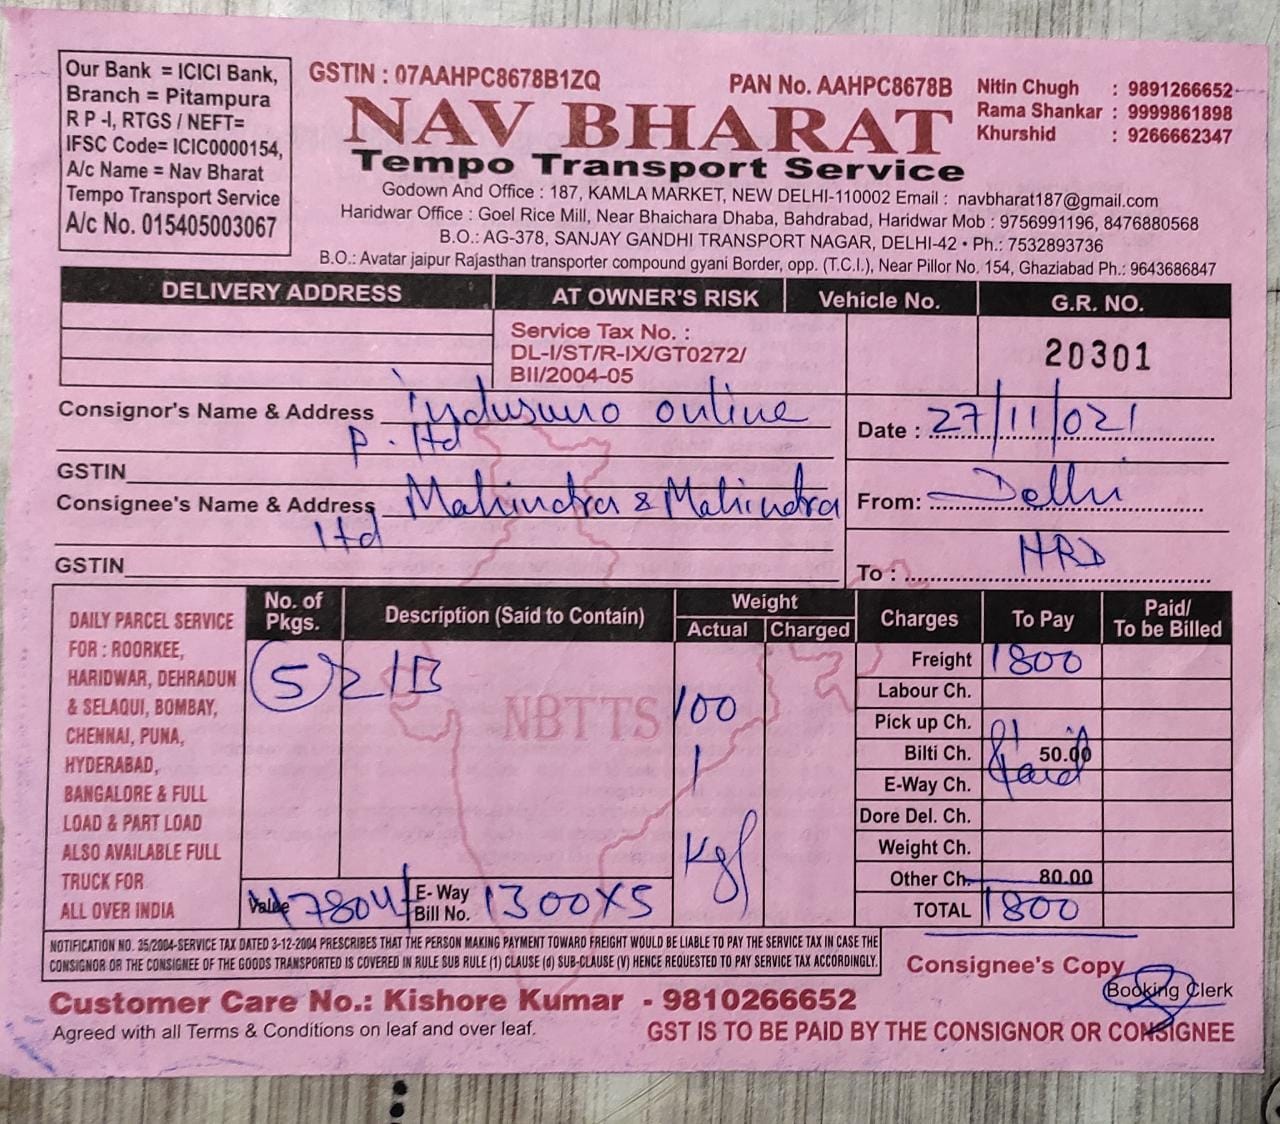 Our Bank = ICICI Bank,
Branch = Pitampura
R P -I, RTGS / NEFT=
IFSC Code= ICIC0000154,
A/c Name = Nav Bharat
Tempo Transport Service
A/c No. 015405003067
GSTIN : 07AAHPC8678B1ZQ PAN No. AAHPC8678B
Nitin Chugh : 9891266652
Rama Shankar : 9999861898
Khurshid : 9266662347
NAV BHARAT
Tempo Transport Service
Godown And Office : 187, KAMLA MARKET, NEW DELHI-110002 Email : navbharat187@gmail.com
Haridwar Office : Goel Rice Mill, Near Bhaichara Dhaba, Bahdrabad, Haridwar Mob : 9756991196, 8476880568
B.O.: AG-378, SANJAY GANDHI TRANSPORT NAGAR, DELHI-42 • Ph.: 7532893736
B.O.: Avatar jaipur Rajasthan transporter compound gyani Border, opp. (T.C.I.), Near Pillor No. 154, Ghaziabad Ph.: 9643686847
DELIVERY ADDRESS AT OWNER'S RISK Vehicle No. G.R. NO.
Service Tax No. :
DL-I/ST/R-IX/GT0272/
BII/2004-05
20301
Consignor's Name & Address online
P. ltd
GSTIN
Consignee's Name & Address Mahindra & Mahindra
ltd
GSTIN
Date : 27/11/021
From: Delhi
To : HRD
DAILY PARCEL SERVICE
FOR : ROORKEE,
HARIDWAR, DEHRADUN
& SELAQUI, BOMBAY,
CHENNAI, PUNA,
HYDERABAD,
BANGALORE & FULL
LOAD & PART LOAD
ALSO AVAILABLE FULL
TRUCK FOR
ALL OVER INDIA
No. of Pkgs. Description (Said to Contain) Weight
Actual Charged
5
100
NBTTS
Value E-Way Bill No. 1300X5
Charges To Pay Paid/ To be Billed
Freight 1800
Labour Ch.
Pick up Ch.
Bilti Ch. 50.00
Paid
E-Way Ch.
Dore Del. Ch.
Weight Ch.
Other Ch. 80.00
TOTAL 1800
NOTIFICATION NO. 35/2004-SERVICE TAX DATED 3-12-2004 PRESCRIBES THAT THE PERSON MAKING PAYMENT TOWARD FREIGHT WOULD BE LIABLE TO PAY THE SERVICE TAX IN CASE THE
CONSIGNOR OR THE CONSIGNEE OF THE GOODS TRANSPORTED IS COVERED IN RULE SUB RULE (1) CLAUSE (d) SUB-CLAUSE (V) HENCE REQUESTED TO PAY SERVICE TAX ACCORDINGLY.
Consignee's Copy
Booking Clerk
Customer Care No.: Kishore Kumar - 9810266652
Agreed with all Terms & Conditions on leaf and over leaf.
GST IS TO BE PAID BY THE CONSIGNOR OR CONSIGNEE